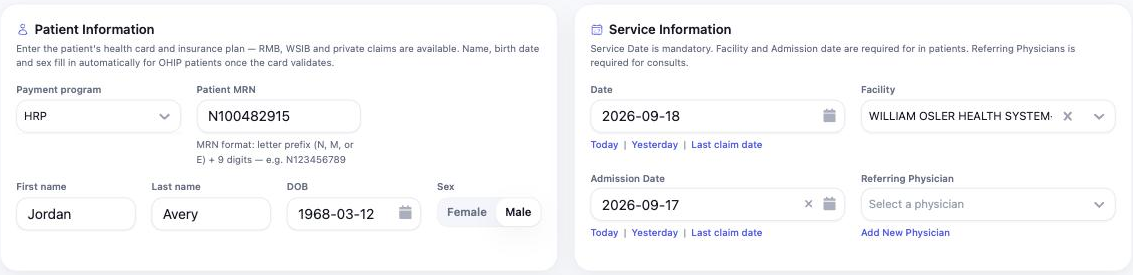 Patient Information
Enter the patient's health card and insurance plan — RMB, WSIB and private claims are available. Name, birth date
and sex fill in automatically for OHIP patients once the card validates.
Payment program
HRP
Patient MRN
N100482915
MRN format: letter prefix (N, M, or
E) + 9 digits — e.g. N123456789
First name
Jordan
Last name
Avery
DOB
1968-03-12
Sex
Female
Male
Service Information
Service Date is mandatory. Facility and Admission date are required for in patients. Referring Physicians is
required for consults.
Date
2026-09-18
Today | Yesterday | Last claim date
Facility
WILLIAM OSLER HEALTH SYSTEM-
Admission Date
2026-09-17
Today | Yesterday | Last claim date
Referring Physician
Select a physician
Add New Physician